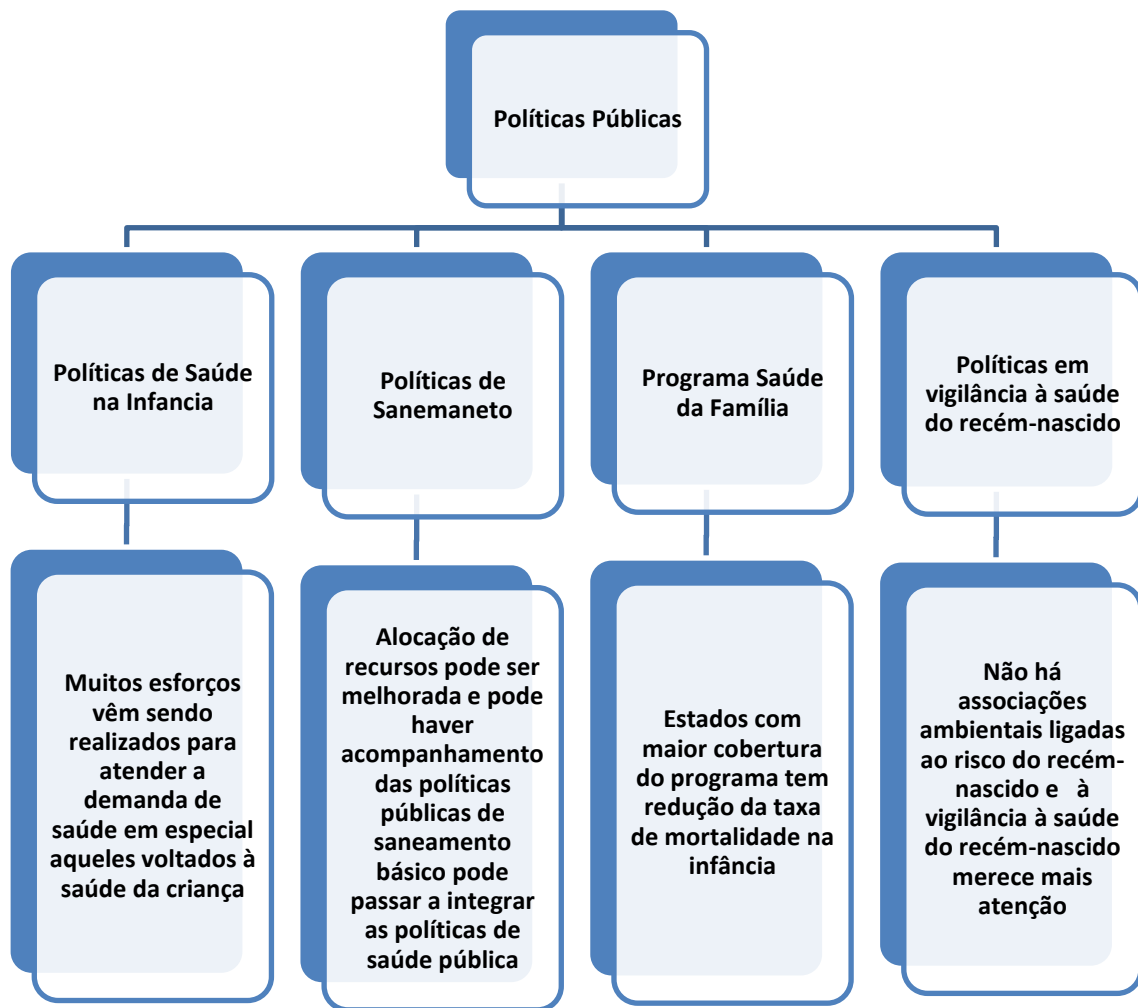 Políticas Públicas
Políticas de Saúde
na Infancia
Políticas de
Sanemaneto
Programa Saúde
da Família
Políticas em
vigilância à saúde
do recém-nascido
Muitos esforços
vêm sendo
realizados para
atender a
demanda de
saúde em especial
aqueles voltados à
saúde da criança
Alocação de
recursos pode ser
melhorada e pode
haver
acompanhamento
das políticas
públicas de
saneamento
básico pode
passar a integrar
as políticas de
saúde pública
Estados com
maior cobertura
do programa tem
redução da taxa
de mortalidade na
infância
Não há
associações
ambientais ligadas
ao risco do recém-
nascido e à
vigilância à saúde
do recém-nascido
merece mais
atenção